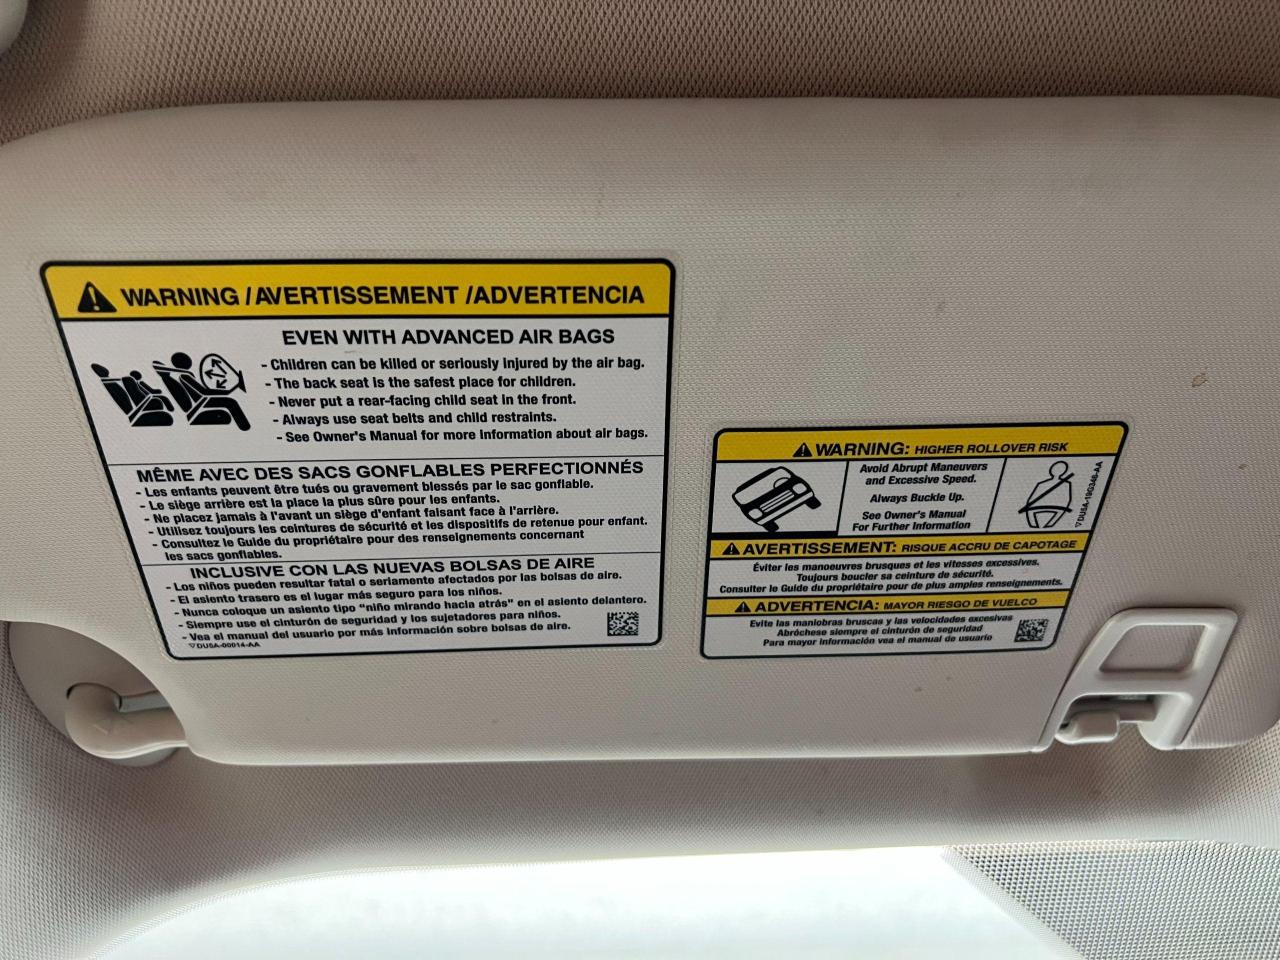 WARNING / AVERTISSEMENT / ADVERTENCIA
EVEN WITH ADVANCED AIR BAGS
- Children can be killed or seriously injured by the air bag.
- The back seat is the safest place for children.
- Never put a rear-facing child seat in the front.
- Always use seat belts and child restraints.
- See Owner's Manual for more information about air bags.
MÊME AVEC DES SACS GONFLABLES PERFECTIONNÉS
- Les enfants peuvent être tués ou gravement blessés par le sac gonflable.
- Le siège arrière est la place la plus sûre pour les enfants.
- Ne placez jamais à l'avant un siège d'enfant faisant face à l'arrière.
- Utilisez toujours les ceintures de sécurité et les dispositifs de retenue pour enfant.
- Consultez le Guide du propriétaire pour des renseignements concernant
les sacs gonflables.
INCLUSIVE CON LAS NUEVAS BOLSAS DE AIRE
- Los niños pueden resultar fatal o seriamente afectados por las bolsas de aire.
- El asiento trasero es el lugar más seguro para los niños.
- Nunca coloque un asiento tipo "niño mirando hacia atrás" en el asiento delantero.
- Siempre use el cinturón de seguridad y los sujetadores para niños.
- Vea el manual del usuario por más información sobre bolsas de aire.
DU5A-00014-AA
WARNING: HIGHER ROLLOVER RISK
Avoid Abrupt Maneuvers
and Excessive Speed.
Always Buckle Up.
See Owner's Manual
For Further Information
DU5A-19G346-AA
AVERTISSEMENT: RISQUE ACCRU DE CAPOTAGE
Éviter les manoeuvres brusques et les vitesses excessives.
Toujours boucler sa ceinture de sécurité.
Consulter le Guide du propriétaire pour de plus amples renseignements.
ADVERTENCIA: MAYOR RIESGO DE VUELCO
Evite las maniobras bruscas y las velocidades excesivas
Abróchese siempre el cinturón de seguridad
Para mayor información vea el manual de usuario